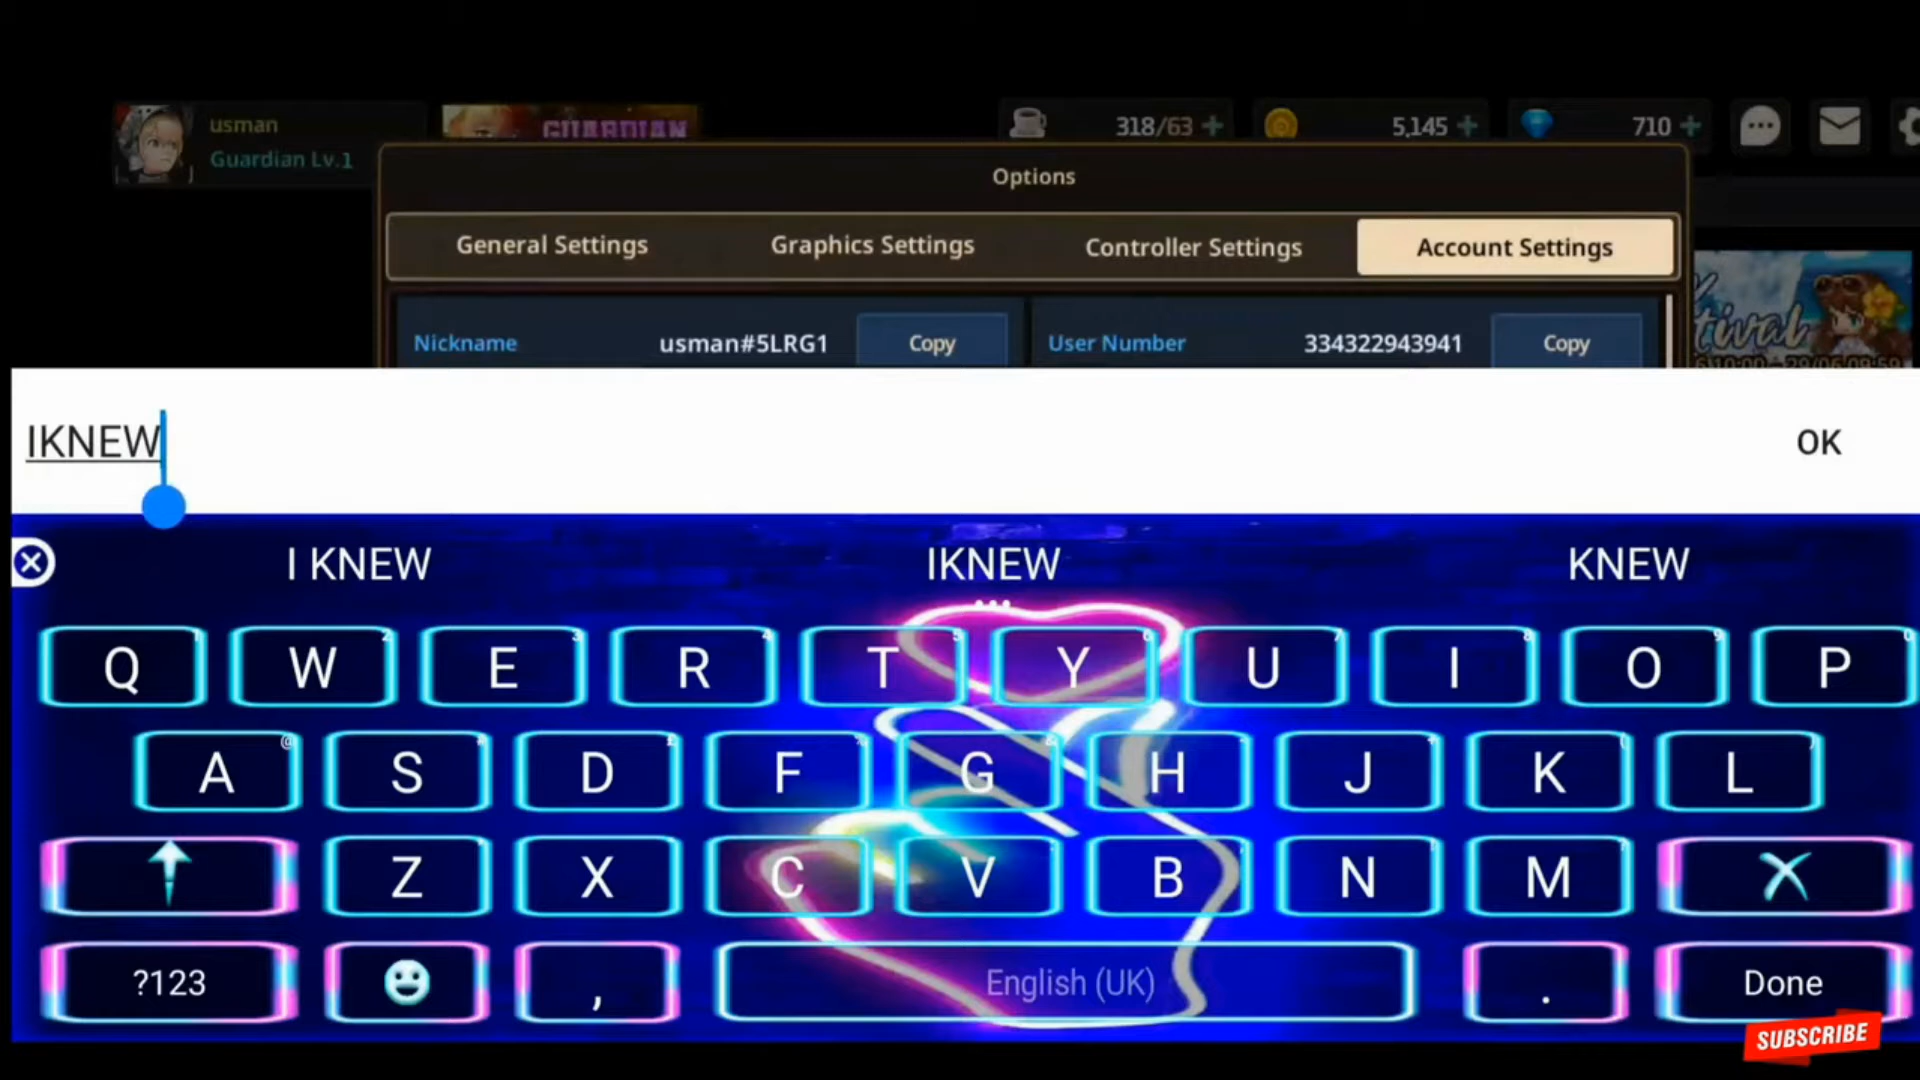 usman
Guardian Lv.1
GUARDIAN
318/63
5,145
710
Options
General Settings
Graphics Settings
Controller Settings
Account Settings
Nickname
usman#5LRG1
Copy
User Number
334322943941
Copy
IKNEW
OK
I KNEW
IKNEW
KNEW
Q W E R T Y U I O P
A S D F G H J K L
Z X C V B N M
?123
,
English (UK)
.
Done
SUBSCRIBE